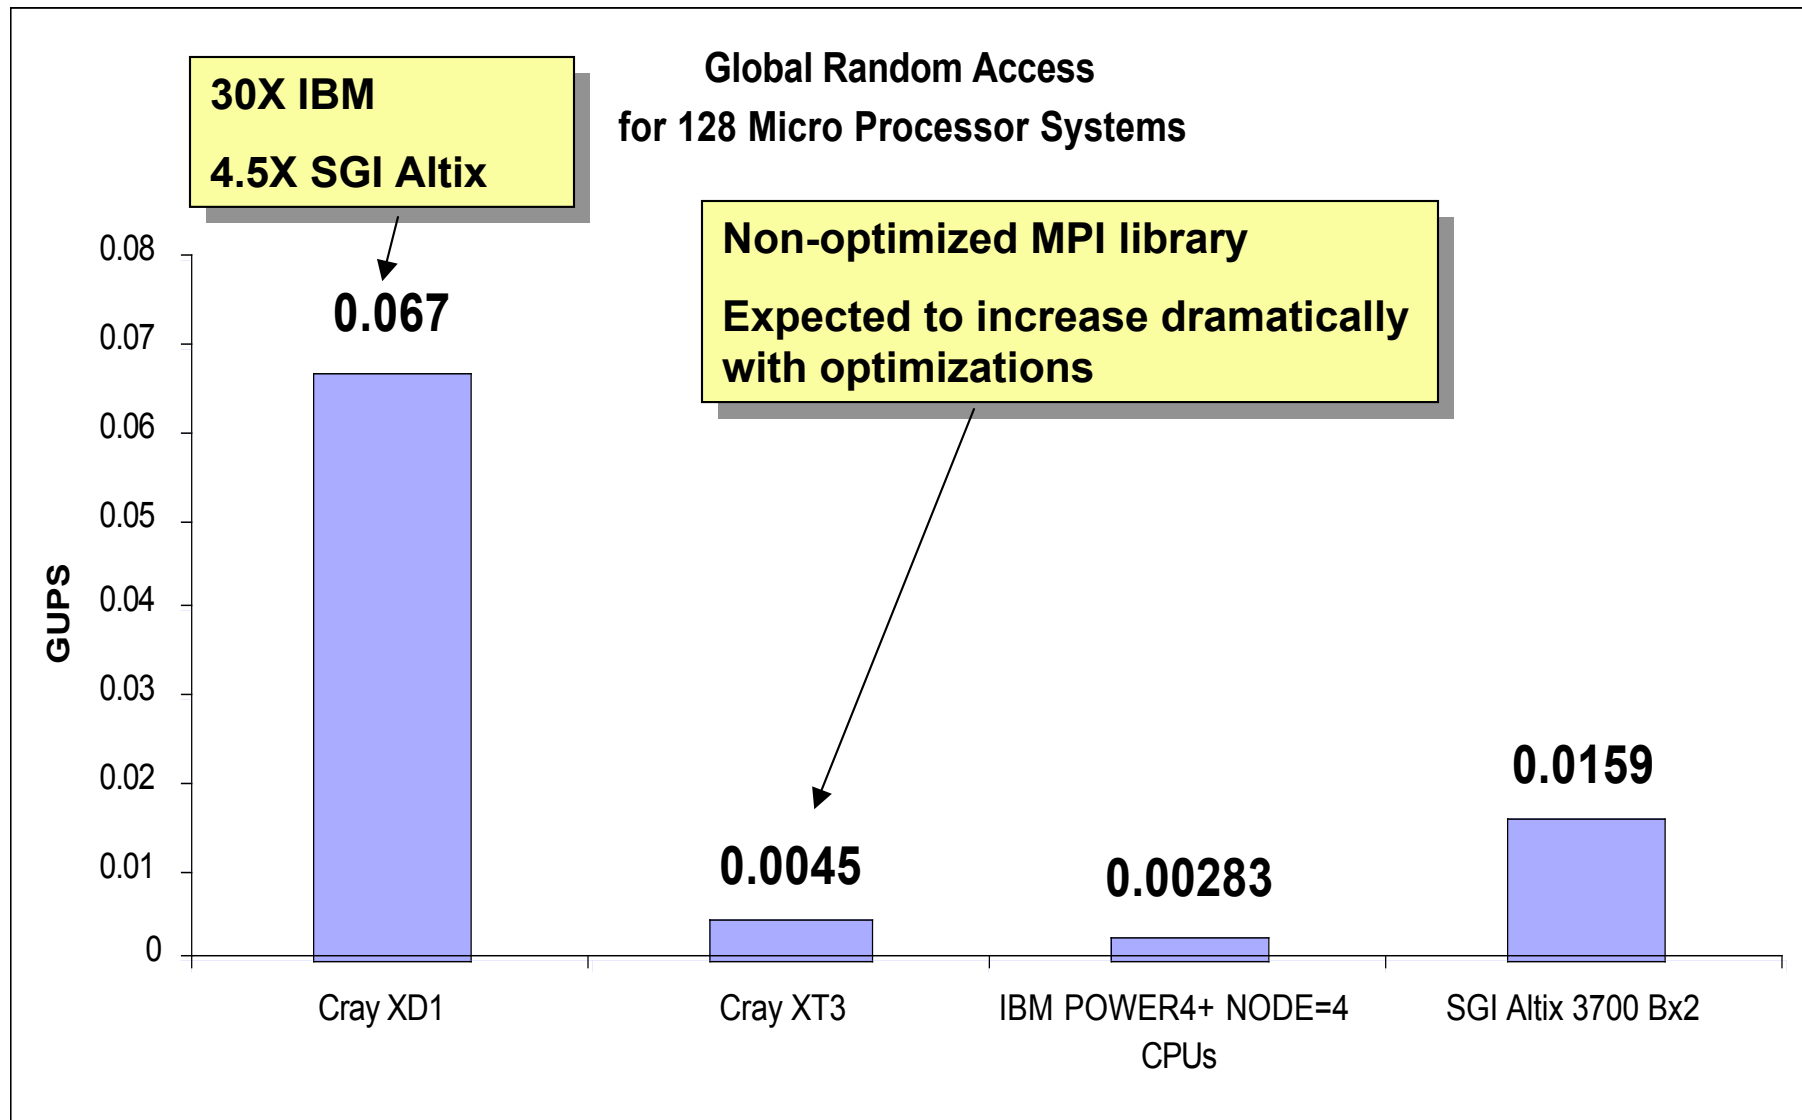 Global Random Access
for 128 Micro Processor Systems
30X IBM
4.5X SGI Altix
Non-optimized MPI library
Expected to increase dramatically
with optimizations
GUPS
0.08
0.07
0.06
0.05
0.04
0.03
0.02
0.01
0
0.067
0.0045
0.00283
0.0159
Cray XD1
Cray XT3
IBM POWER4+ NODE=4
CPUs
SGI Altix 3700 Bx2